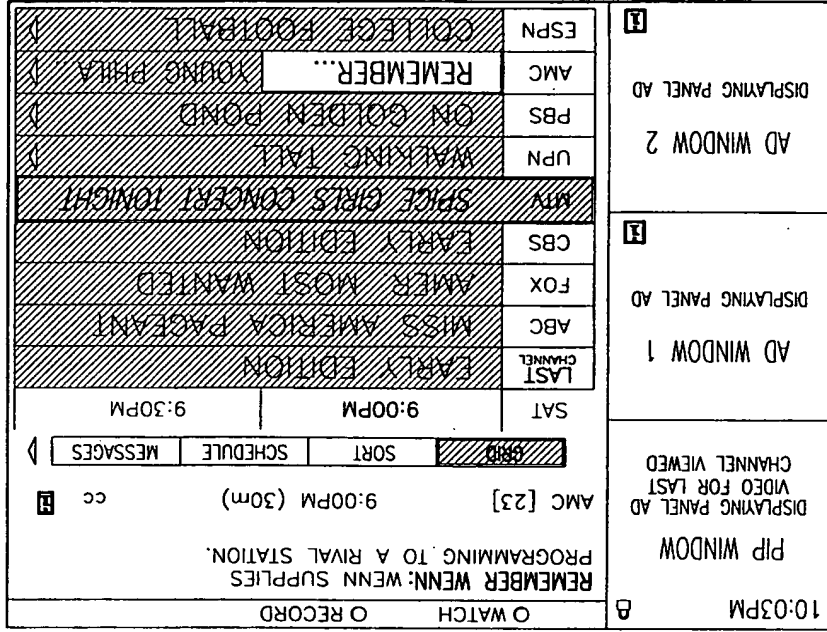 10:03PM
PIP WINDOW
DISPLAYING PANEL AD
VIDEO FOR LAST
CHANNEL VIEWED
AD WINDOW 1
DISPLAYING PANEL AD
i
AD WINDOW 2
DISPLAYING PANEL AD
i
O WATCH O RECORD
REMEMBER WENN: WENN SUPPLIES
PROGRAMMING TO A RIVAL STATION.
AMC [23] 9:00PM (30m) CC i
GRID SORT SCHEDULE MESSAGES
SAT 9:00PM 9:30PM
LAST CHANNEL EARLY EDITION
ABC MISS AMERICA PAGEANT
FOX AMER. MOST WANTED
CBS EARLY EDITION
MTV SPICE GIRLS CONCERT TONIGHT
UPN WALKING TALL
PBS ON GOLDEN POND
AMC REMEMBER... YOUNG PHILA...
ESPN COLLEGE FOOTBALL